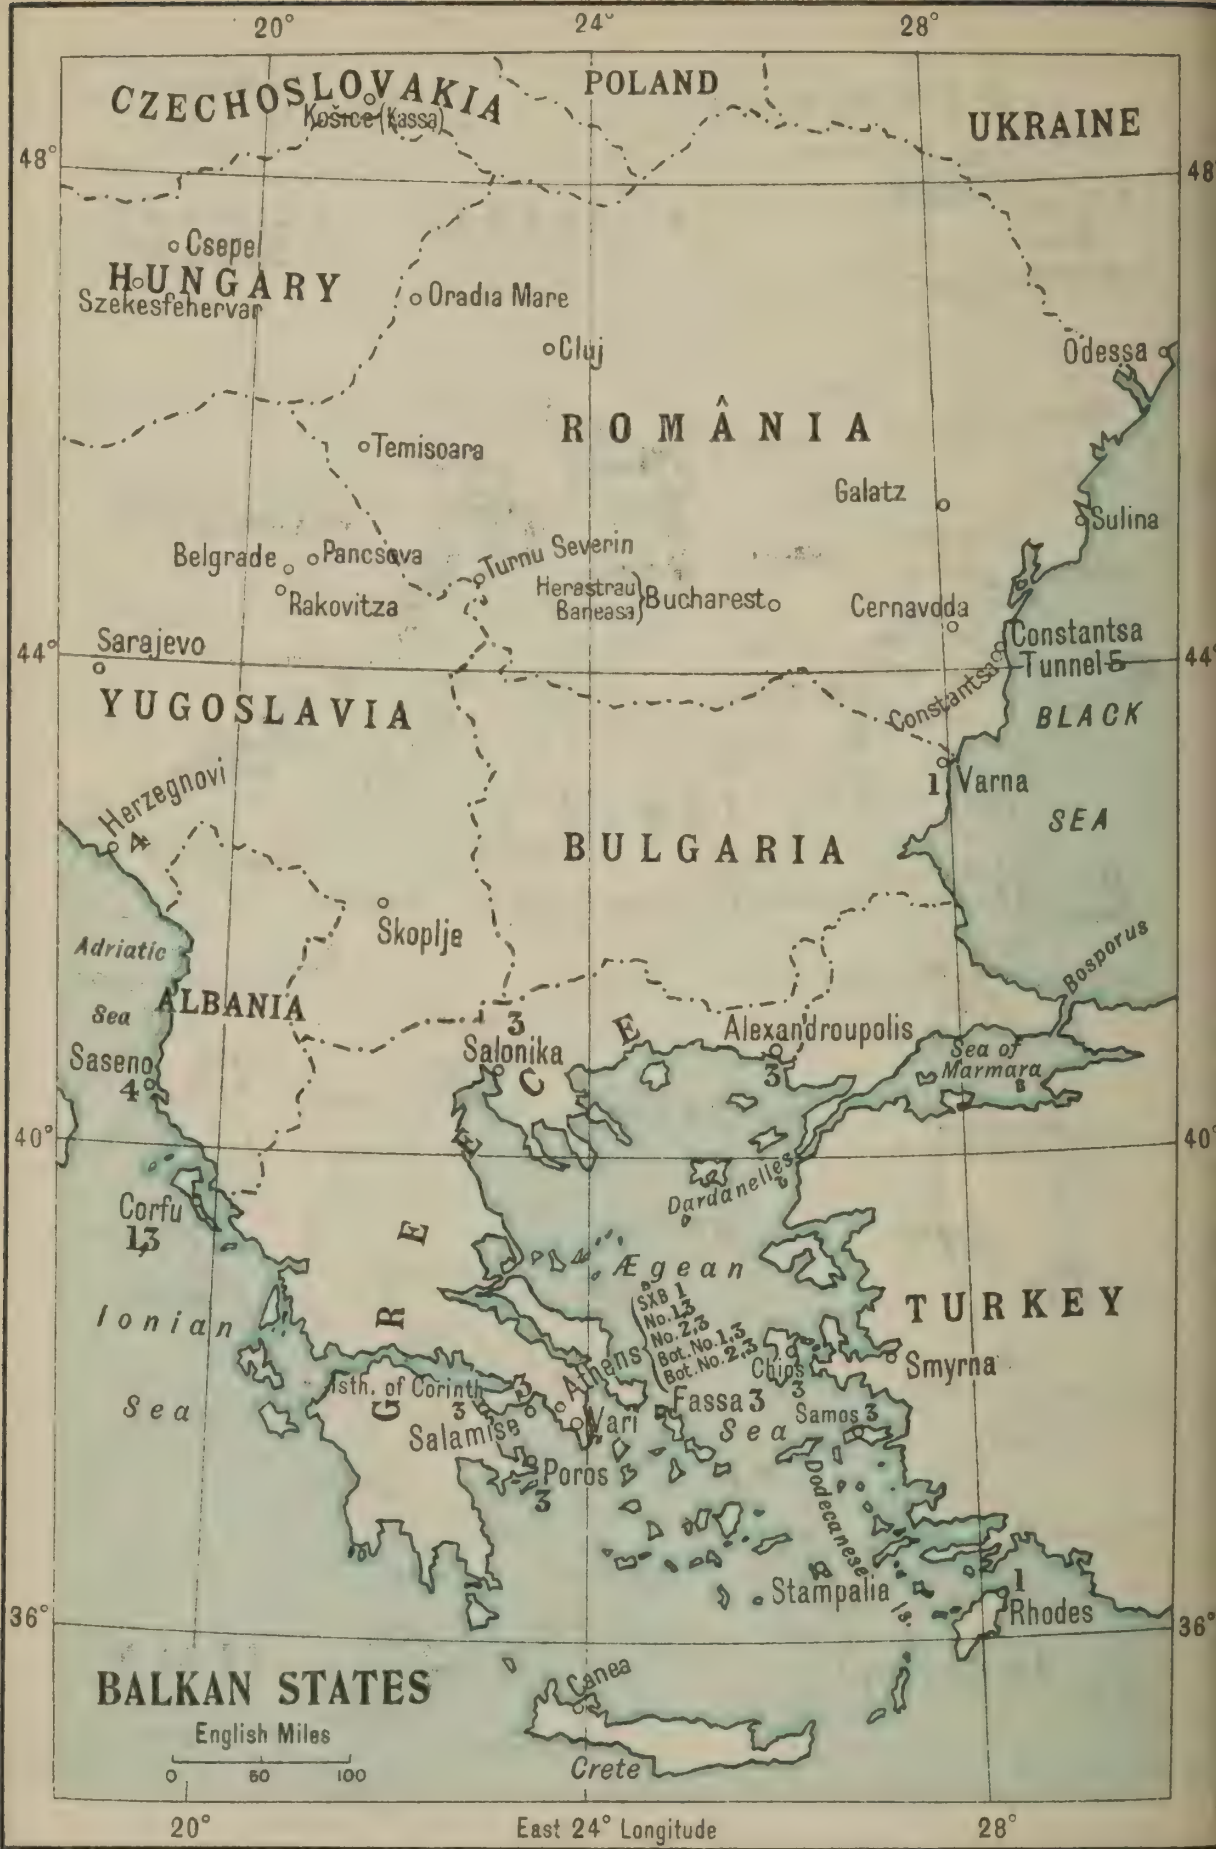 20° 24° 28°
CZECHOSLOVAKIA
POLAND
UKRAINE
Košice (Kassa)
48° 48
Csepel
HUNGARY
Szekesfehervar
Oradia Mare
Cluj
Odessa
ROMÂNIA
Temisoara
Galatz
Sulina
Belgrade
Pancsova
Turnu Severin
Rakovitza
Herastrau
Baneasa
Bucharest
Cernavoda
Constantsa
Tunnel 5
Constantsa
44° 44°
Sarajevo
YUGOSLAVIA
BLACK
SEA
1 Varna
Herzegnovi
4
BULGARIA
Skoplje
Adriatic
Sea
ALBANIA
Bosporus
3
Salonika
Alexandroupolis
3
Sea of
Marmara
Saseno
4
40° 40°
Dardanelles
Corfu
1,3
GREECE
Ægean
Sea
TURKEY
Ionian
Sea
SXB 1
No.1,3
No.2,3
Bot.No.1,3
Bot.No.2,3
Athens
Chios
3
Smyrna
Isth. of Corinth
3
3
Fassa 3
Samos 3
Salamis
Vari
3
Poros
3
Dodecanese Is.
Stampalia
1
Rhodes
36° 36°
BALKAN STATES
English Miles
0 50 100
Canea
Crete
20° East 24° Longitude 28°